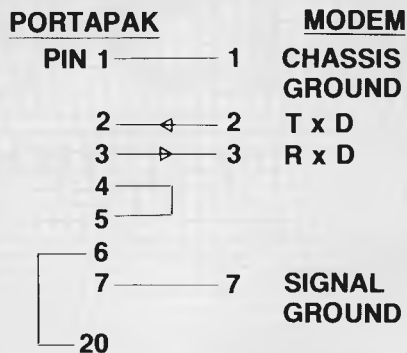 PORTAPAK MODEM
PIN 1 1 CHASSIS
GROUND
2 2 T x D
3 3 R x D
4
5
6
7 7 SIGNAL
GROUND
20